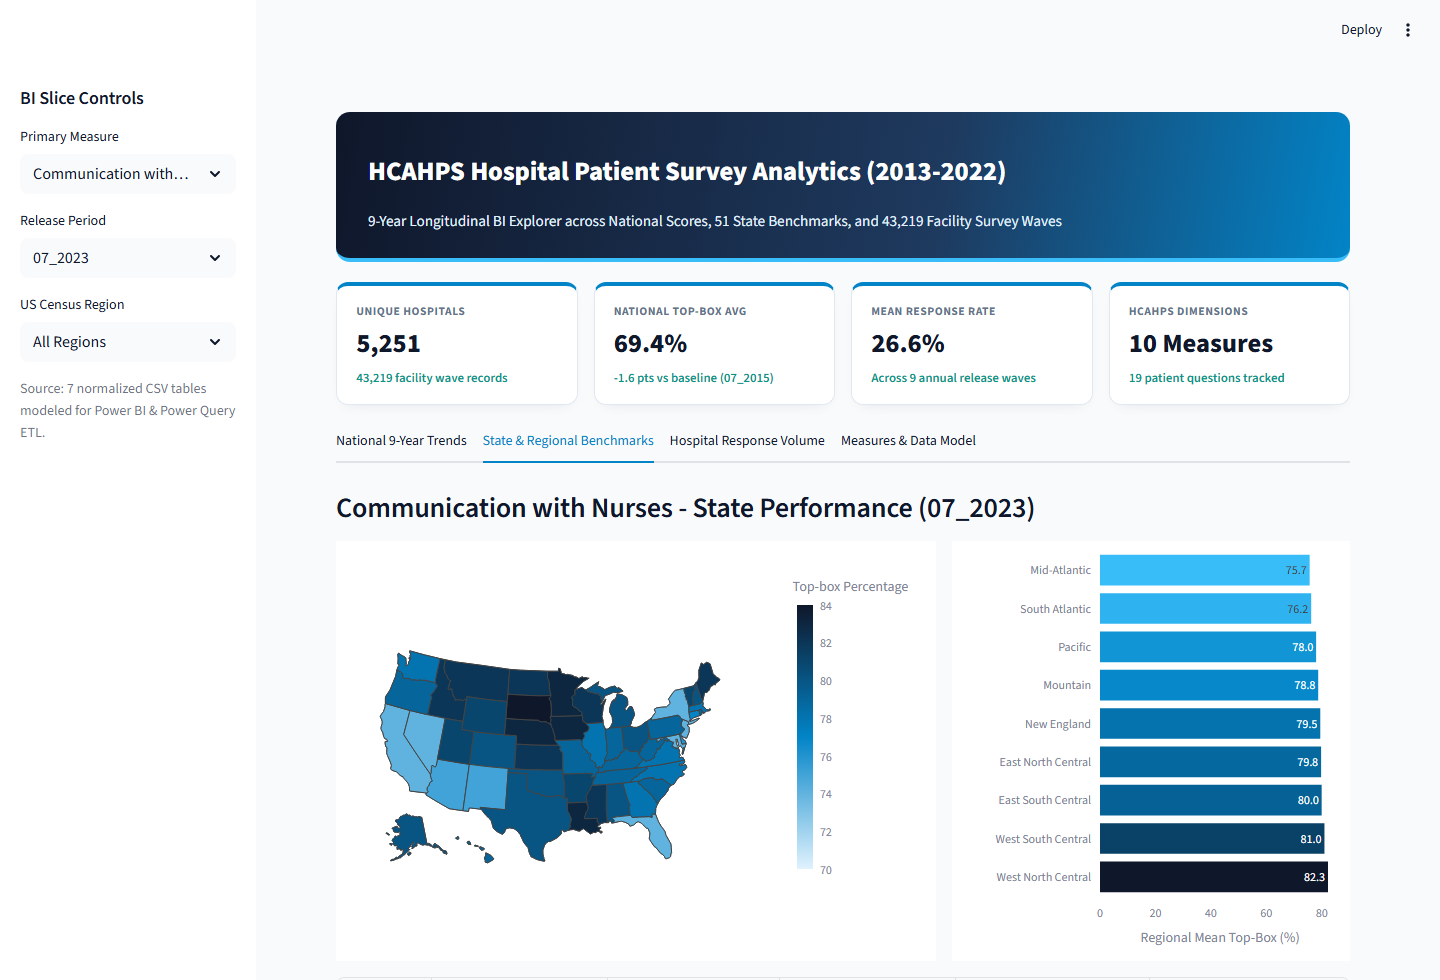 Deploy
BI Slice Controls
Primary Measure
Communication with...
Release Period
07_2023
US Census Region
All Regions
Source: 7 normalized CSV tables
modeled for Power BI & Power Query
ETL.
HCAHPS Hospital Patient Survey Analytics (2013-2022)
9-Year Longitudinal BI Explorer across National Scores, 51 State Benchmarks, and 43,219 Facility Survey Waves
UNIQUE HOSPITALS
5,251
43,219 facility wave records
NATIONAL TOP-BOX AVG
69.4%
-1.6 pts vs baseline (07_2015)
MEAN RESPONSE RATE
26.6%
Across 9 annual release waves
HCAHPS DIMENSIONS
10 Measures
19 patient questions tracked
National 9-Year Trends
State & Regional Benchmarks
Hospital Response Volume
Measures & Data Model
Communication with Nurses - State Performance (07_2023)
Top-box Percentage
84
82
80
78
76
74
72
70
Mid-Atlantic 75.7
South Atlantic 76.2
Pacific 78.0
Mountain 78.8
New England 79.5
East North Central 79.8
East South Central 80.0
West South Central 81.0
West North Central 82.3
0 20 40 60 80
Regional Mean Top-Box (%)